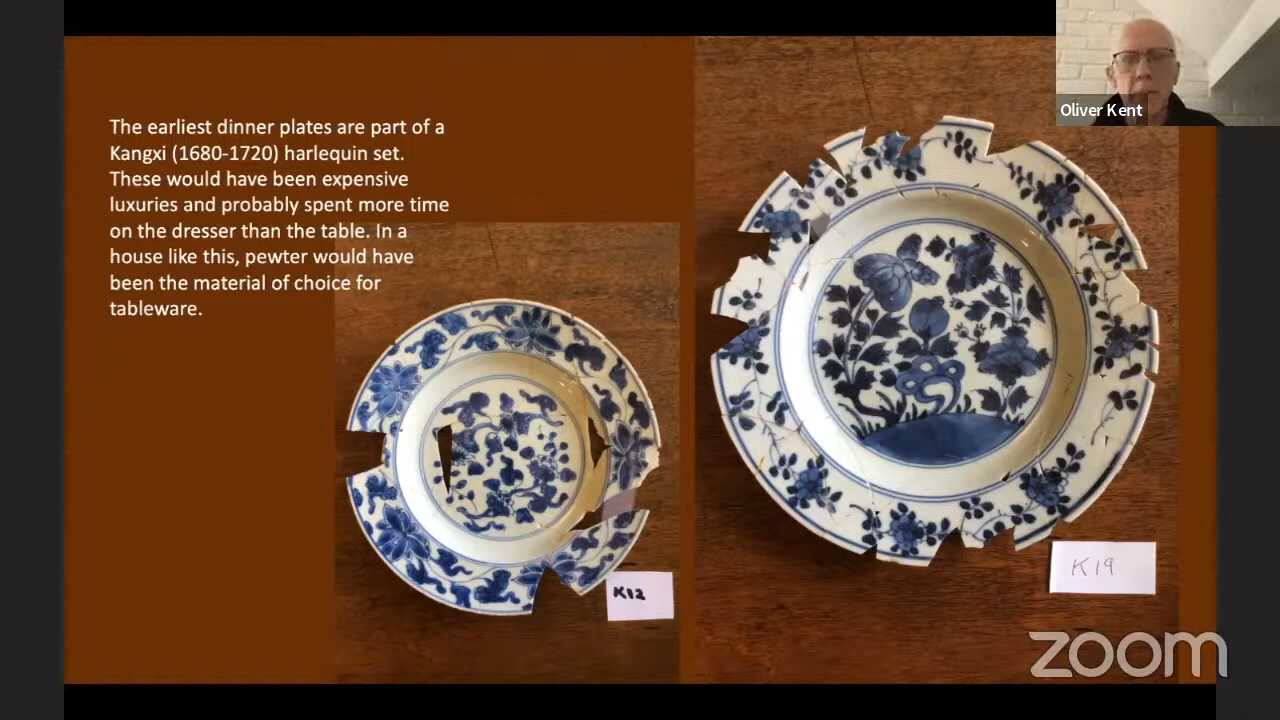 The earliest dinner plates are part of a
Kangxi (1680-1720) harlequin set.
These would have been expensive
luxuries and probably spent more time
on the dresser than the table. In a
house like this, pewter would have
been the material of choice for
tableware.
Oliver Kent
K12
K19
zoom